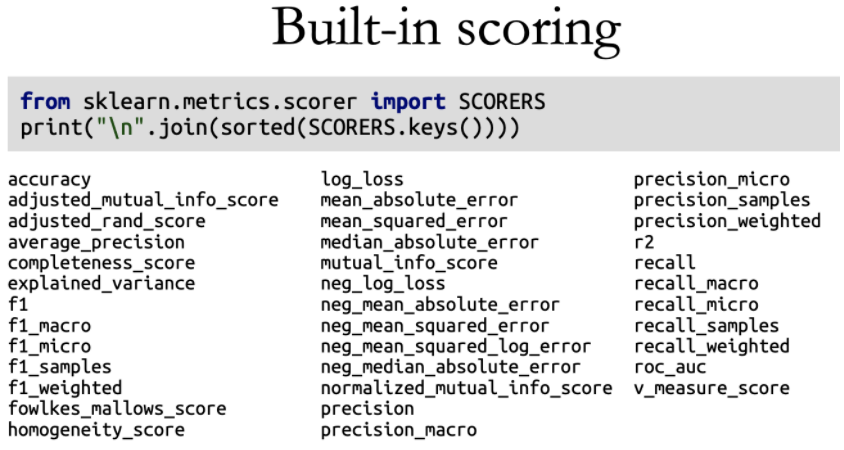 Built-in scoring
from sklearn.metrics.scorer import SCORERS
print("\n".join(sorted(SCORERS.keys())))
accuracy
adjusted_mutual_info_score
adjusted_rand_score
average_precision
completeness_score
explained_variance
f1
f1_macro
f1_micro
f1_samples
f1_weighted
fowlkes_mallows_score
homogeneity_score
log_loss
mean_absolute_error
mean_squared_error
median_absolute_error
mutual_info_score
neg_log_loss
neg_mean_absolute_error
neg_mean_squared_error
neg_mean_squared_log_error
neg_median_absolute_error
normalized_mutual_info_score
precision
precision_macro
precision_micro
precision_samples
precision_weighted
r2
recall
recall_macro
recall_micro
recall_samples
recall_weighted
roc_auc
v_measure_score